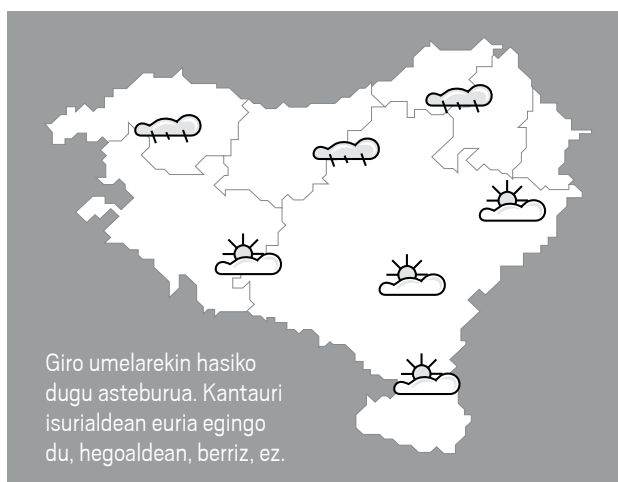 Giro umelarekin hasiko
dugu asteburua. Kantauri
isurialdean euria egingo
du, hegoaldean, berriz, ez.